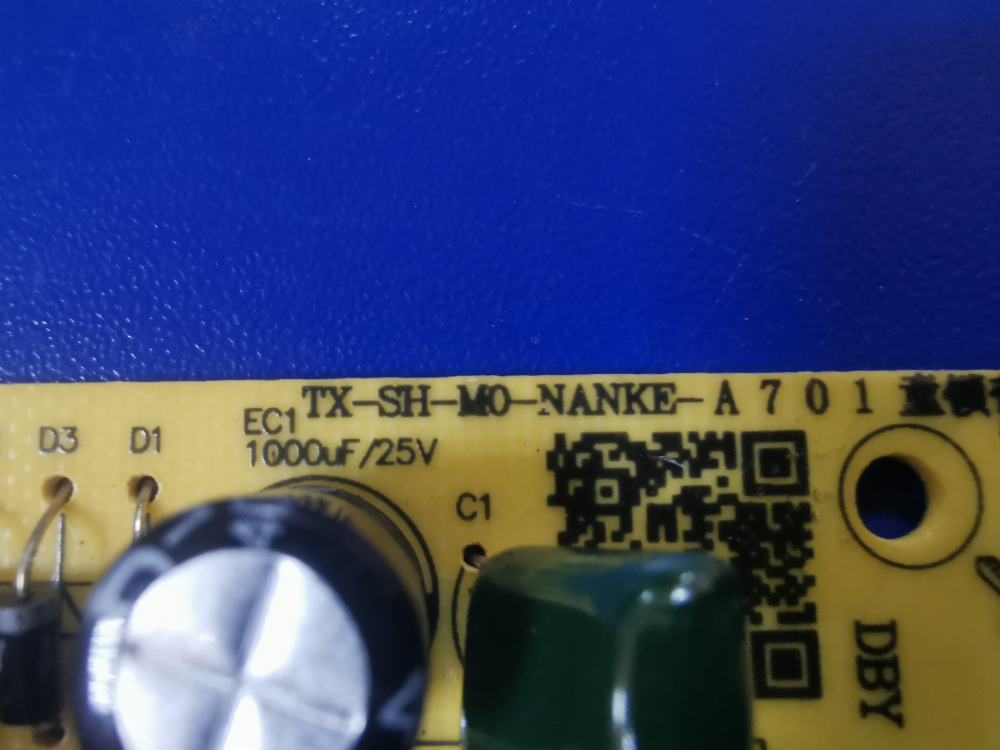 TX-SH-M0-NANKE-A701
EC1
1000uF/25V
D3
D1
C1
DBY